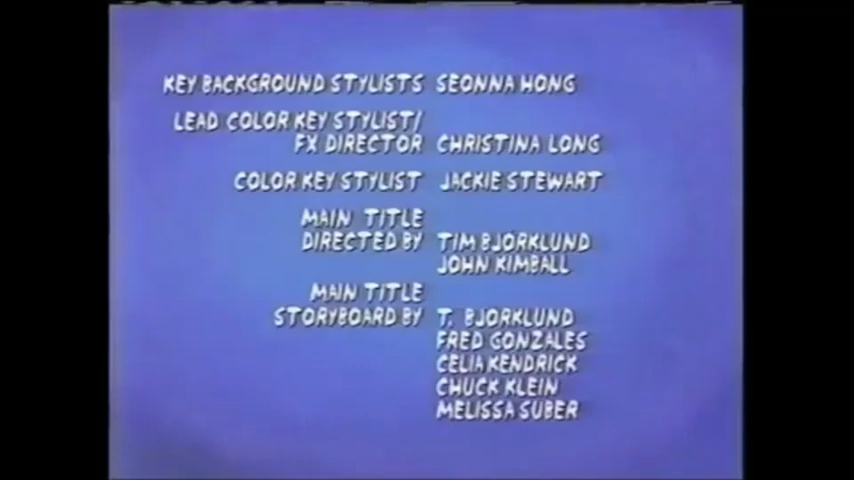 KEY BACKGROUND STYLISTS SEONNA HONG
LEAD COLOR KEY STYLIST/
FX DIRECTOR CHRISTINA LONG
COLOR KEY STYLIST JACKIE STEWART
MAIN TITLE
DIRECTED BY TIM BJORKLUND
JOHN KIMBALL
MAIN TITLE
STORYBOARD BY T. BJORKLUND
FRED GONZALES
CELIA KENDRICK
CHUCK KLEIN
MELISSA SUBER